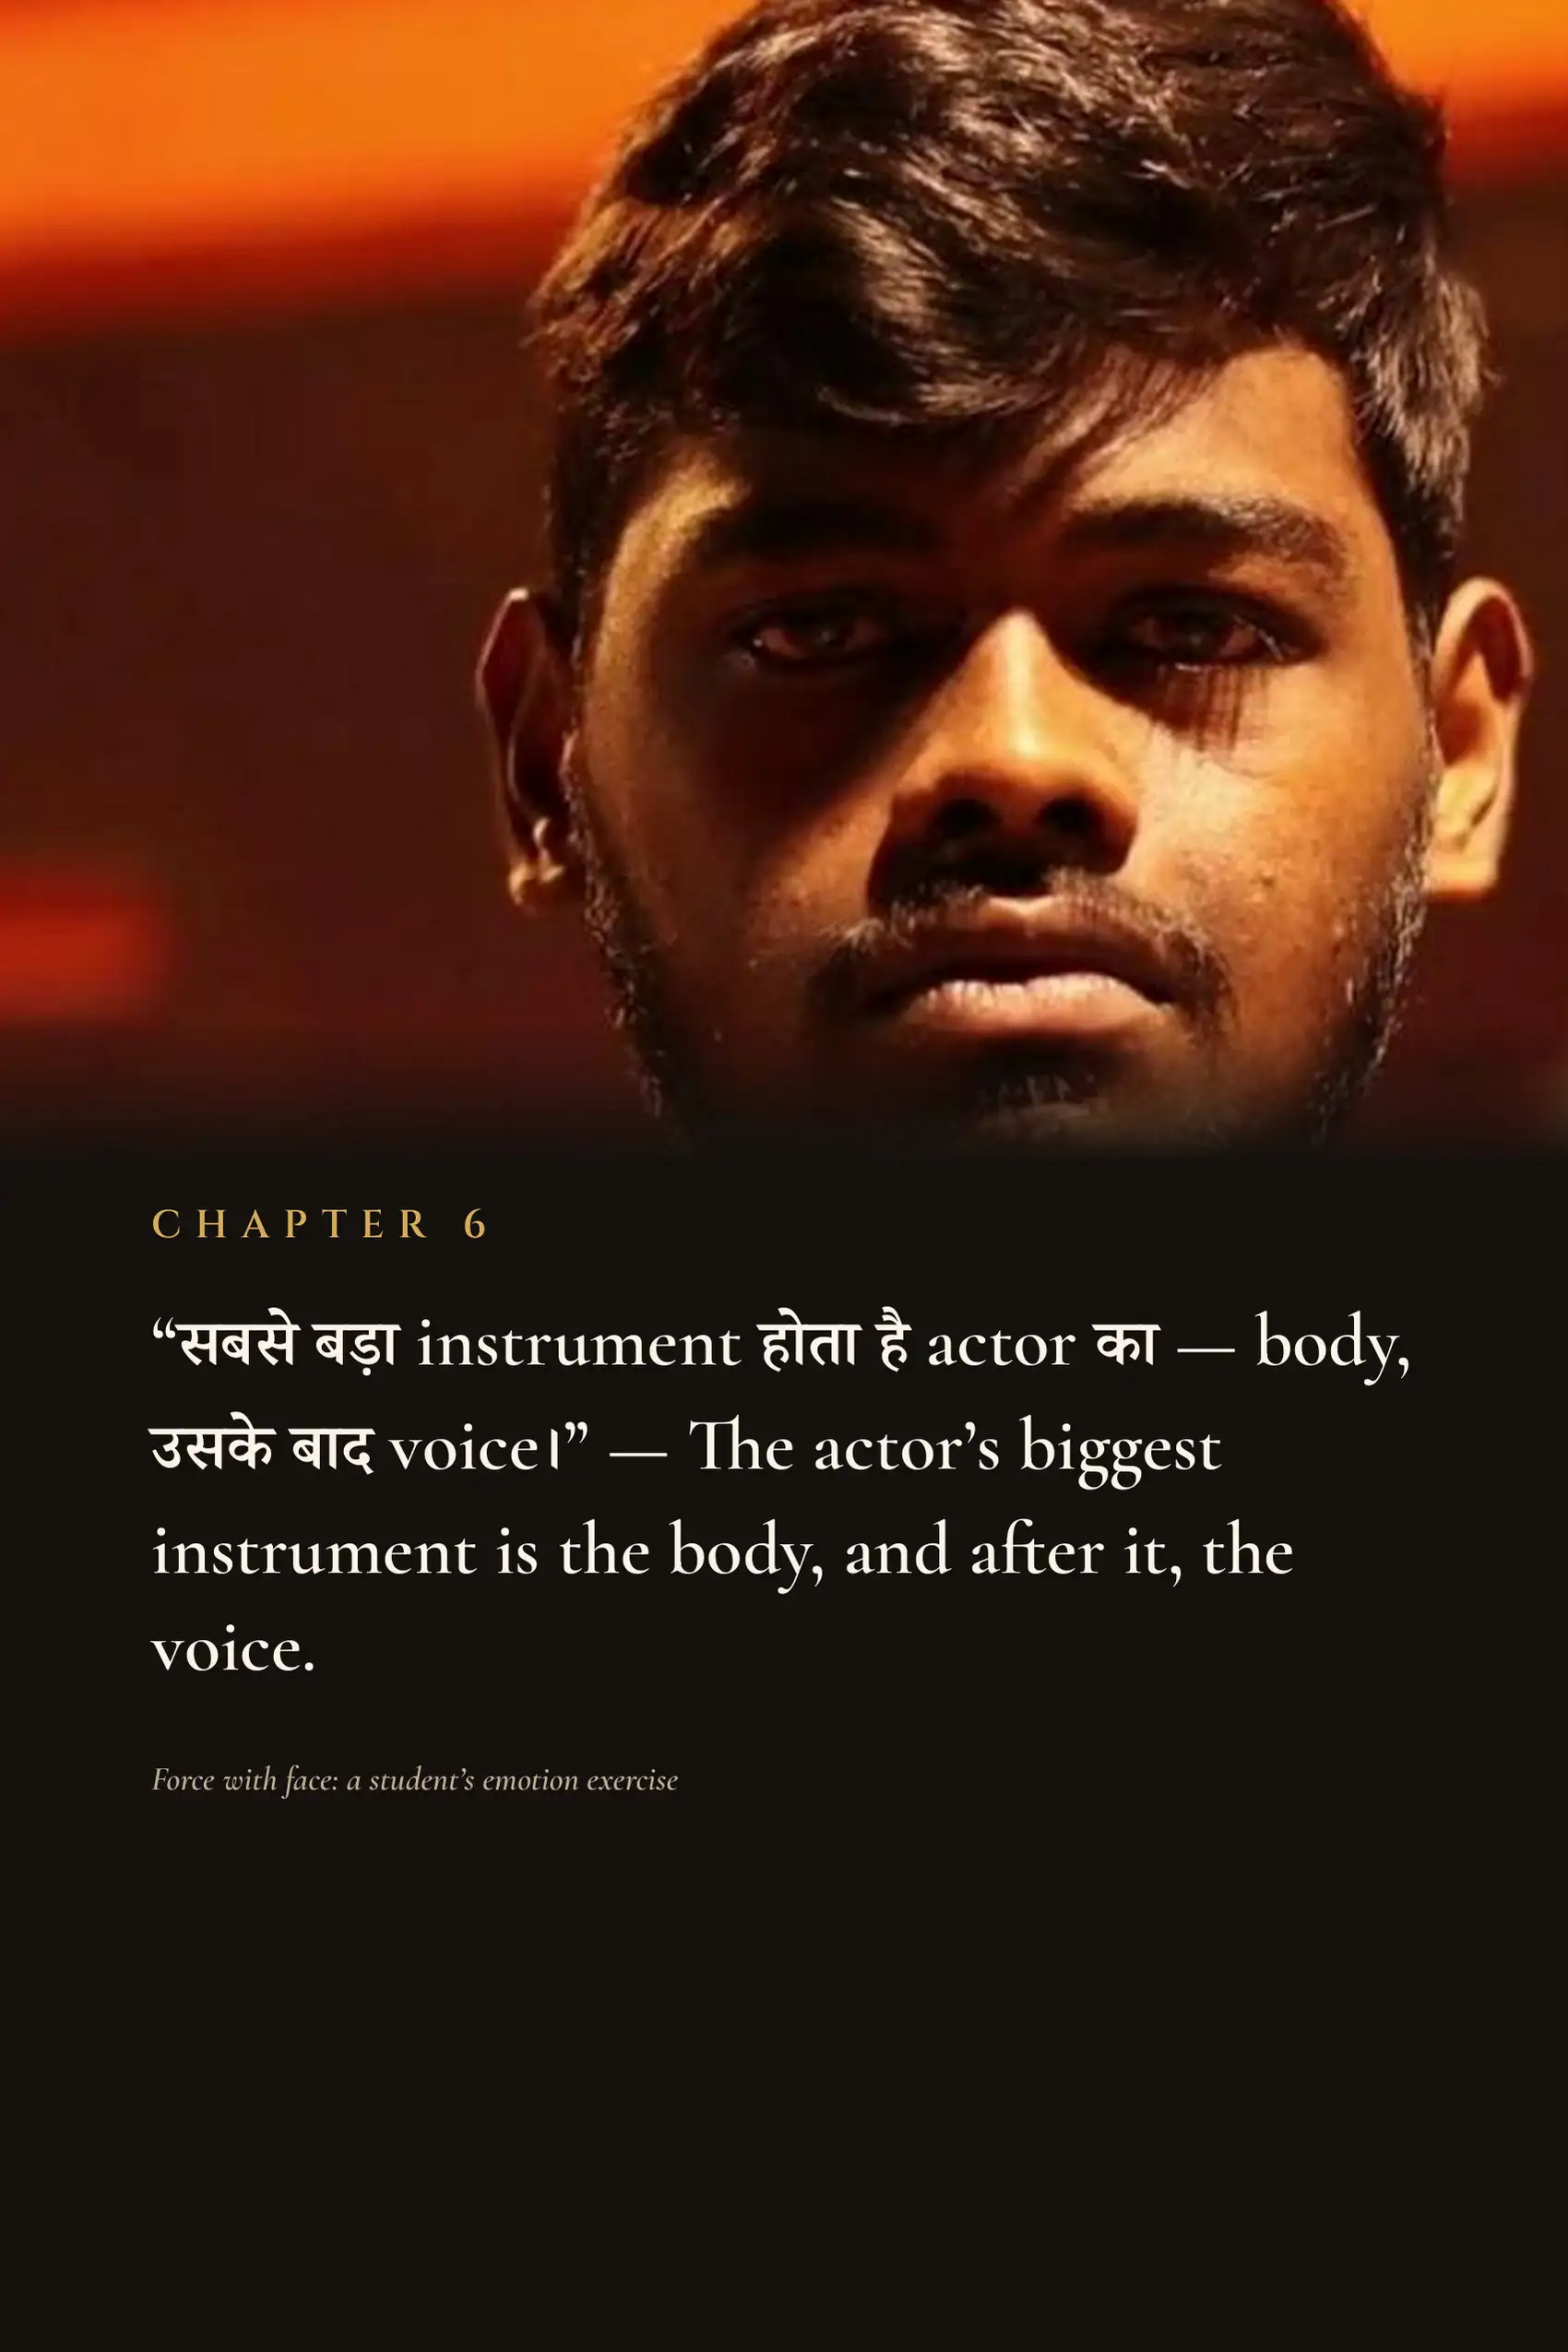 CHAPTER 6
“सबसे बड़ा instrument होता है actor का — body,
उसके बाद voice।” — The actor’s biggest
instrument is the body, and after it, the
voice.
Force with face: a student’s emotion exercise